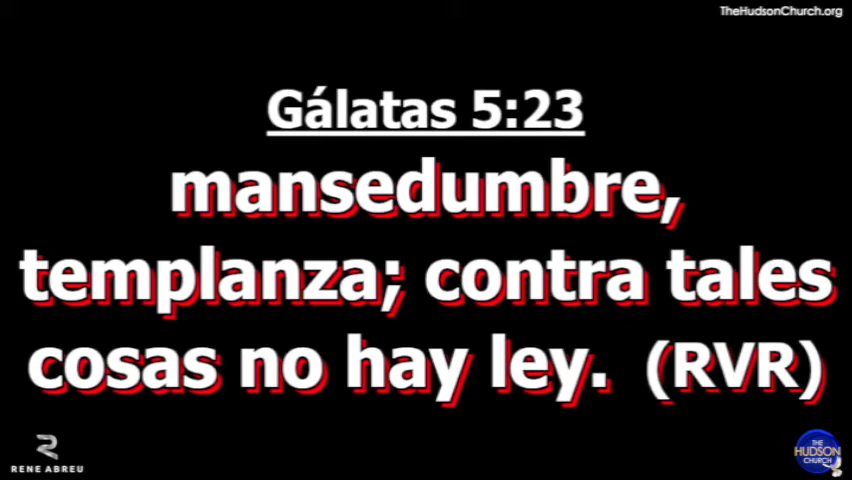 TheHudsonChurch.org
Gálatas 5:23
mansedumbre,
templanza; contra tales
cosas no hay ley. (RVR)
RENE ABREU
THE
HUDSON
CHURCH